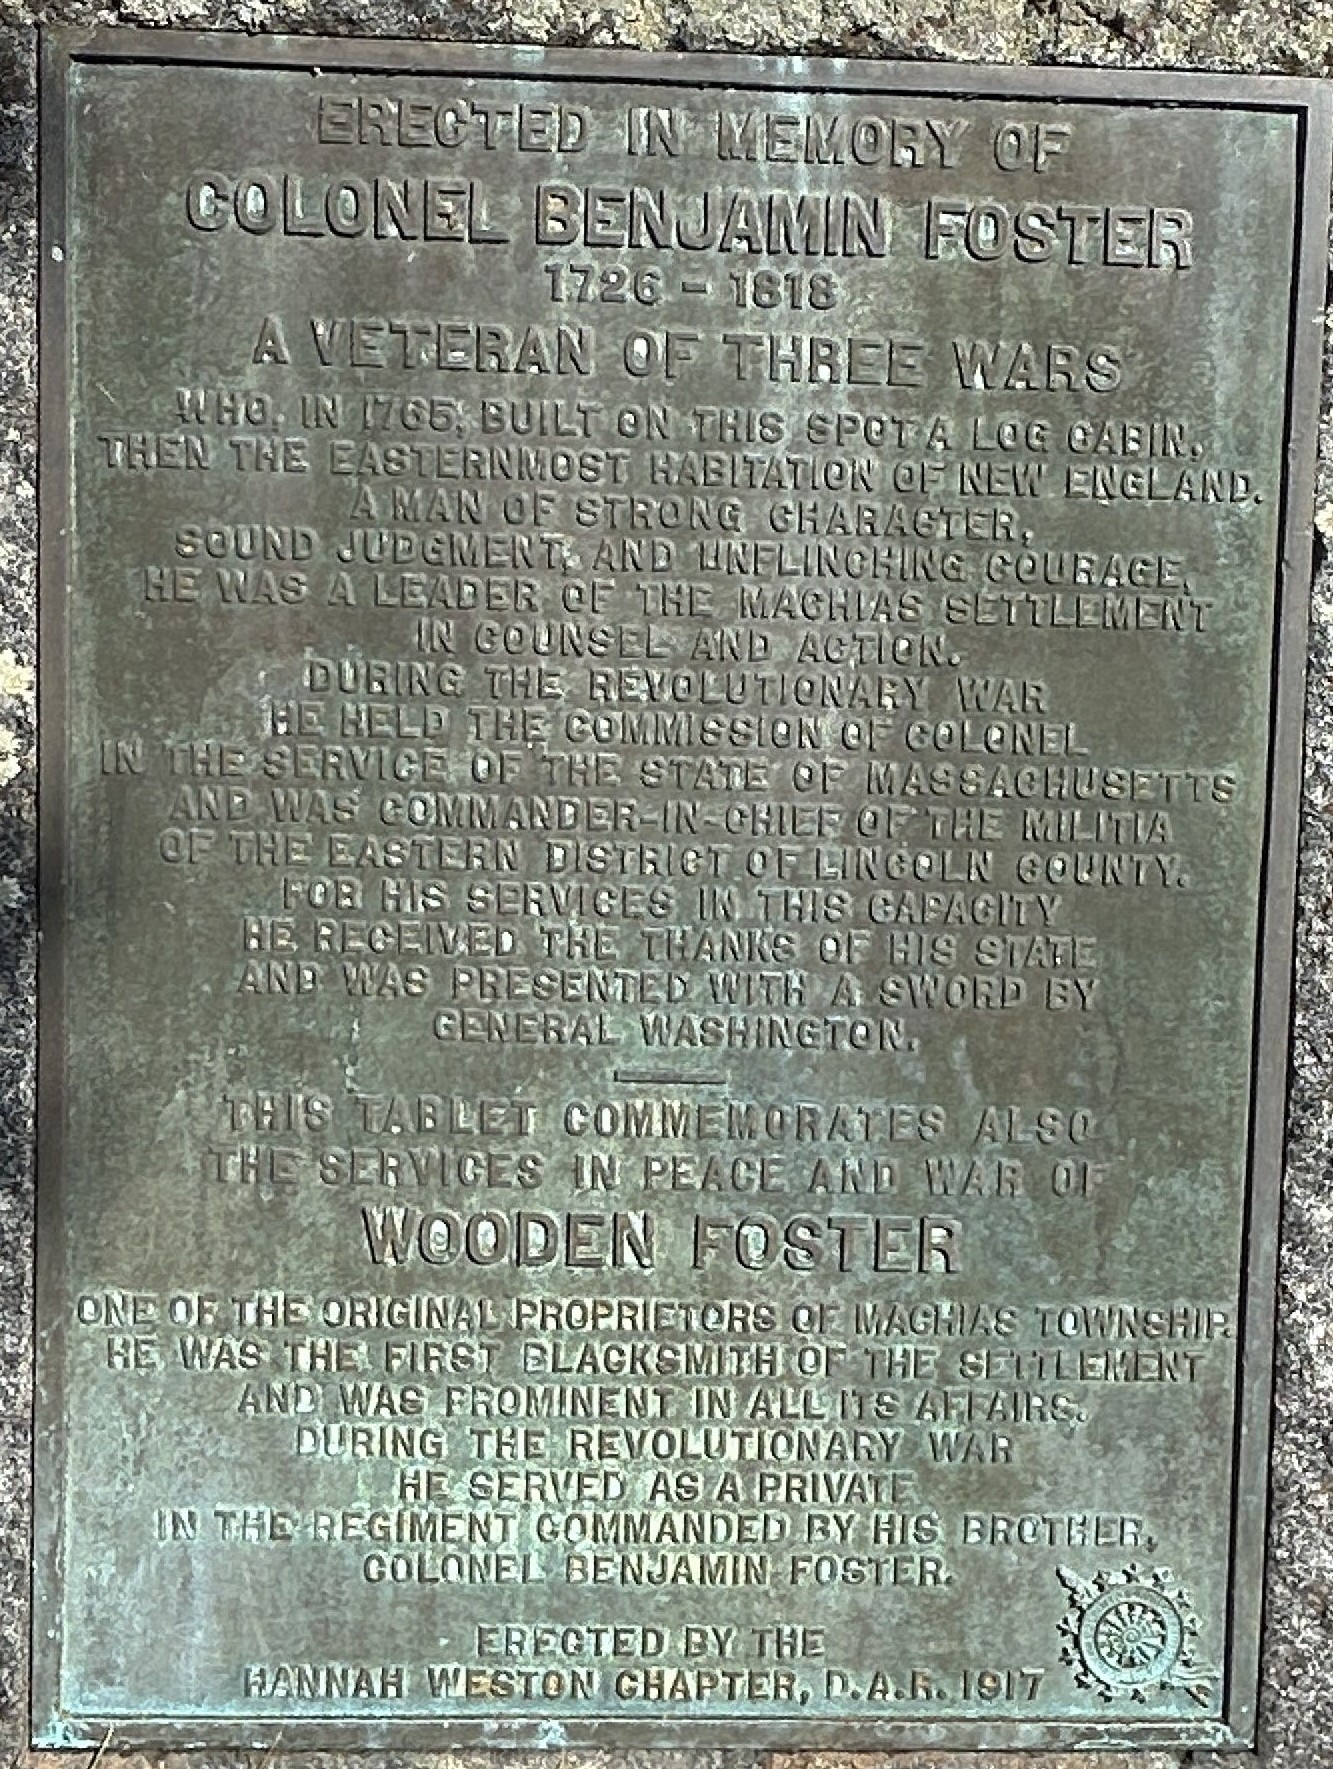 ERECTED IN MEMORY OF
COLONEL BENJAMIN FOSTER
1726 - 1818
A VETERAN OF THREE WARS
WHO, IN 1765, BUILT ON THIS SPOT A LOG CABIN,
THEN THE EASTERNMOST HABITATION OF NEW ENGLAND.
A MAN OF STRONG CHARACTER,
SOUND JUDGMENT, AND UNFLINCHING COURAGE,
HE WAS A LEADER OF THE MACHIAS SETTLEMENT
IN COUNSEL AND ACTION.
DURING THE REVOLUTIONARY WAR
HE HELD THE COMMISSION OF COLONEL
IN THE SERVICE OF THE STATE OF MASSACHUSETTS
AND WAS COMMANDER-IN-CHIEF OF THE MILITIA
OF THE EASTERN DISTRICT OF LINCOLN COUNTY.
FOR HIS SERVICES IN THIS CAPACITY
HE RECEIVED THE THANKS OF HIS STATE
AND WAS PRESENTED WITH A SWORD BY
GENERAL WASHINGTON.
THIS TABLET COMMEMORATES ALSO
THE SERVICES IN PEACE AND WAR OF
WOODEN FOSTER
ONE OF THE ORIGINAL PROPRIETORS OF MACHIAS TOWNSHIP.
HE WAS THE FIRST BLACKSMITH OF THE SETTLEMENT
AND WAS PROMINENT IN ALL ITS AFFAIRS.
DURING THE REVOLUTIONARY WAR
HE SERVED AS A PRIVATE
IN THE REGIMENT COMMANDED BY HIS BROTHER,
COLONEL BENJAMIN FOSTER.
ERECTED BY THE
HANNAH WESTON CHAPTER, D.A.R. 1917